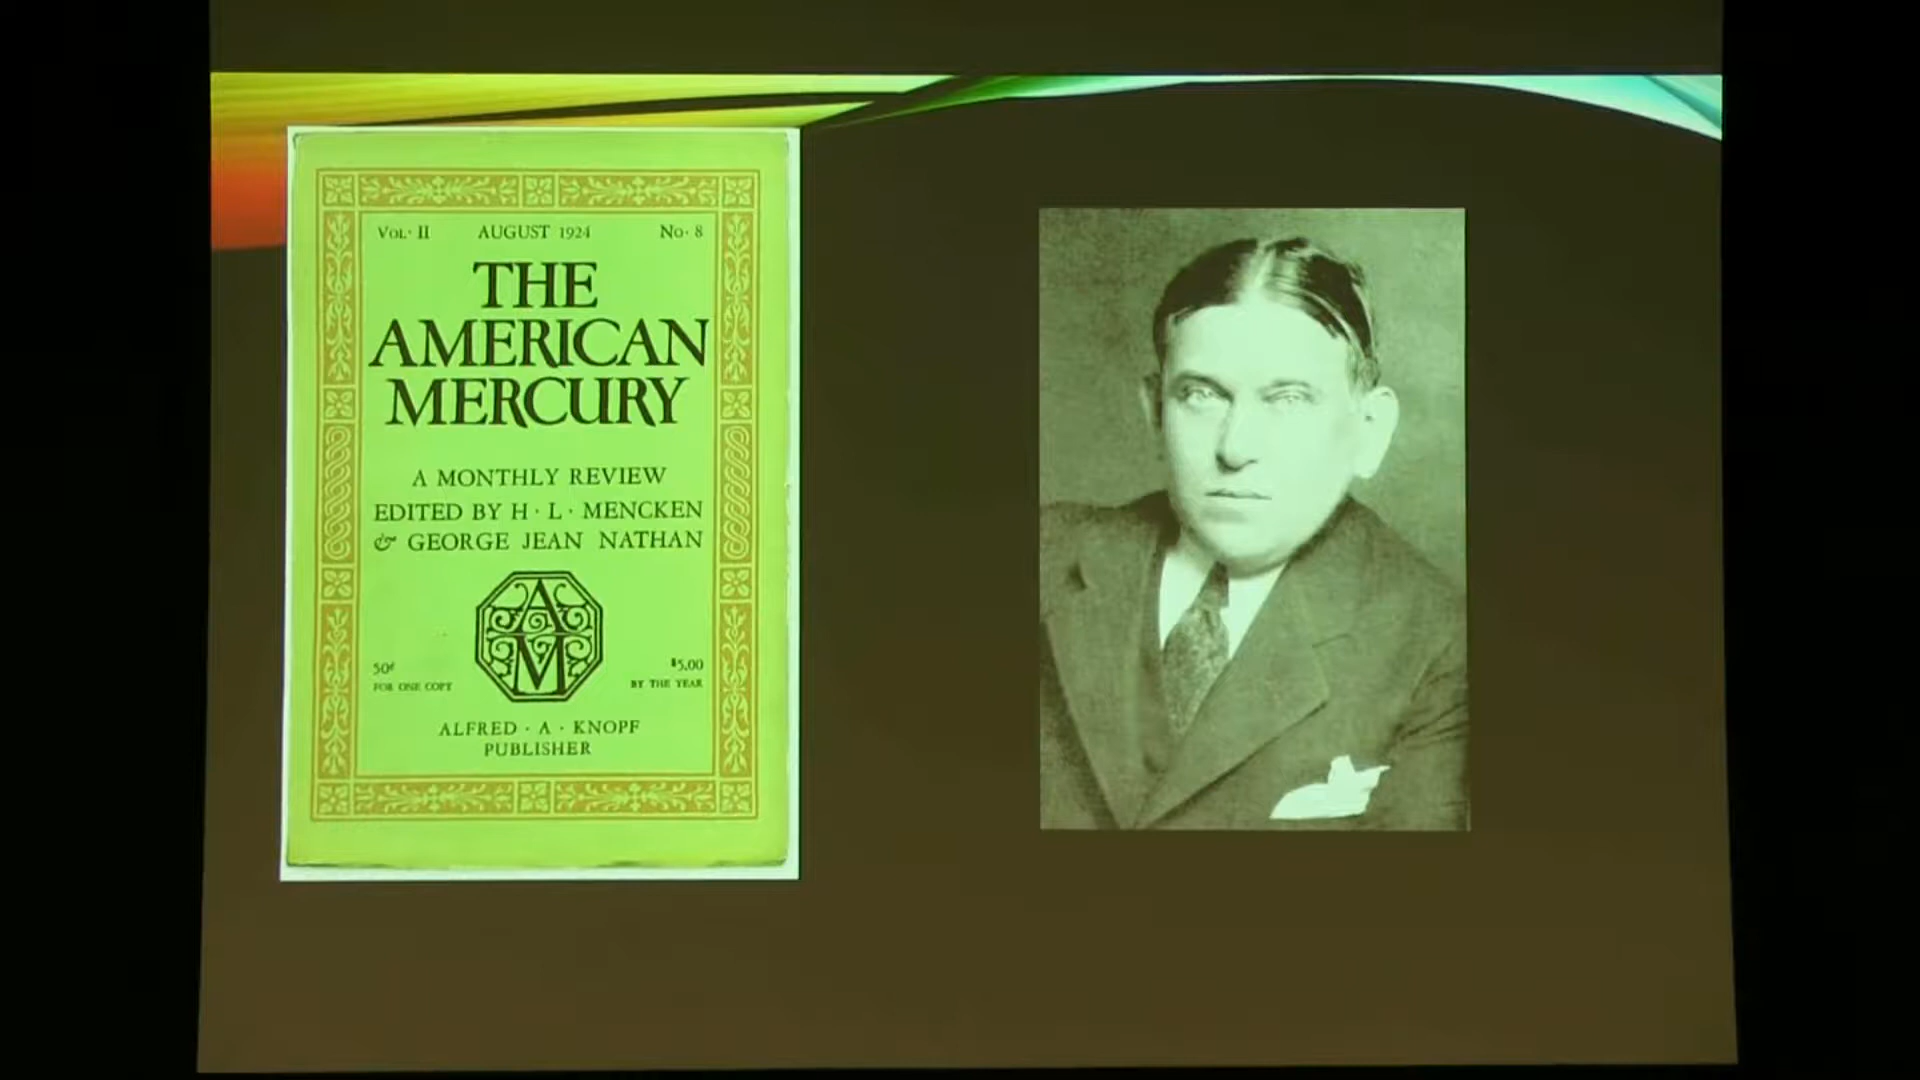 VOL· II AUGUST 1924 No· 8
THE
AMERICAN
MERCURY
A MONTHLY REVIEW
EDITED BY H · L · MENCKEN
& GEORGE JEAN NATHAN
AM
50¢ $5.00
FOR ONE COPY BY THE YEAR
ALFRED · A · KNOPF
PUBLISHER